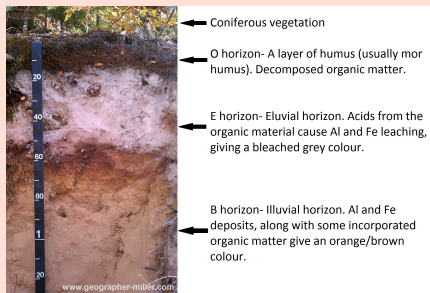 Coniferous vegetation
O horizon- A layer of humus (usually mor
humus). Decomposed organic matter.
E horizon- Eluvial horizon. Acids from the
organic material cause Al and Fe leaching,
giving a bleached grey colour.
B horizon- Illuvial horizon. Al and Fe
deposits, along with some incorporated
organic matter give an orange/brown
colour.
20
40
60
80
1
20
www.geographer-miller.com